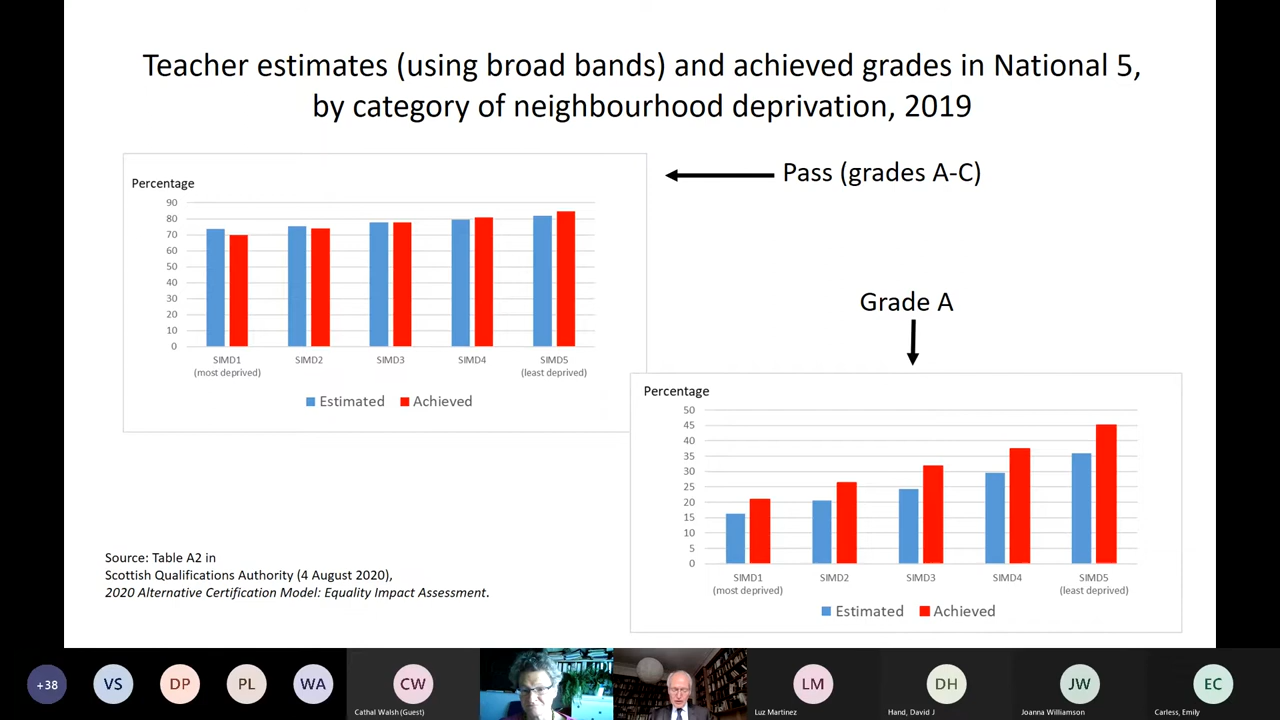 Teacher estimates (using broad bands) and achieved grades in National 5,
by category of neighbourhood deprivation, 2019
Pass (grades A-C)
Percentage
90
80
70
60
50
40
30
20
10
0
SIMD1
(most deprived)
SIMD2
SIMD3
SIMD4
SIMD5
(least deprived)
Estimated
Achieved
Grade A
Percentage
50
45
40
35
30
25
20
15
10
5
0
SIMD1
(most deprived)
SIMD2
SIMD3
SIMD4
SIMD5
(least deprived)
Estimated
Achieved
Source: Table A2 in
Scottish Qualifications Authority (4 August 2020),
2020 Alternative Certification Model: Equality Impact Assessment.
+38
VS
DP
PL
WA
CW
Cathal Walsh (Guest)
LM
Luz Martinez
DH
Hand, David J
JW
Joanna Williamson
EC
Carless, Emily